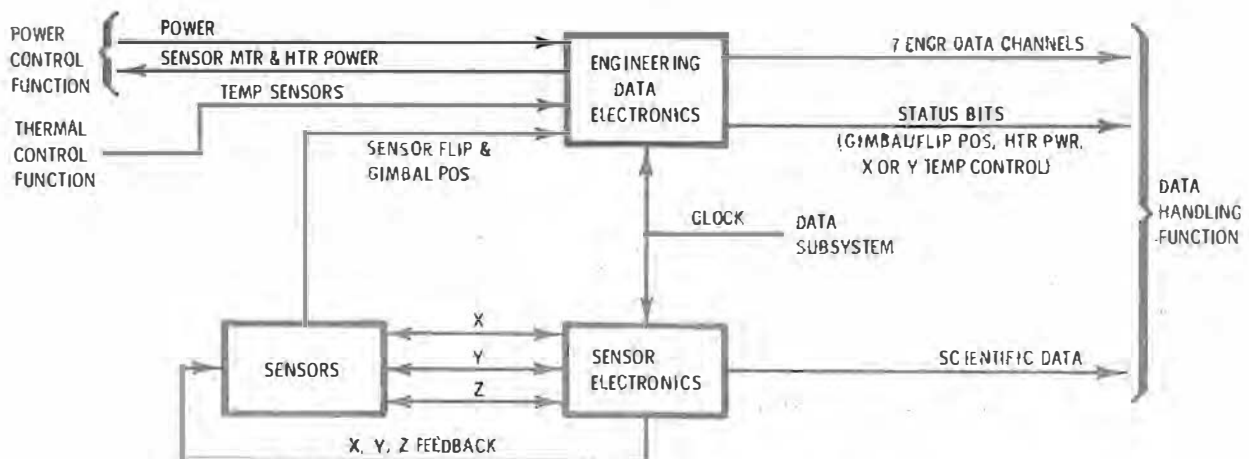 POWER
CONTROL
FUNCTION
POWER
SENSOR MTR & HTR POWER
TEMP SENSORS
THERMAL
CONTROL
FUNCTION
SENSOR FLIP &
GIMBAL POS
ENGINEERING
DATA
ELECTRONICS
7 ENGR DATA CHANNELS
STATUS BITS
(GIMBAL/FLIP POS, HTR PWR,
X OR Y TEMP CONTROL)
DATA
HANDLING
FUNCTION
CLOCK
DATA
SUBSYSTEM
SENSORS
X
Y
Z
SENSOR
ELECTRONICS
SCIENTIFIC DATA
X, Y, Z FEEDBACK